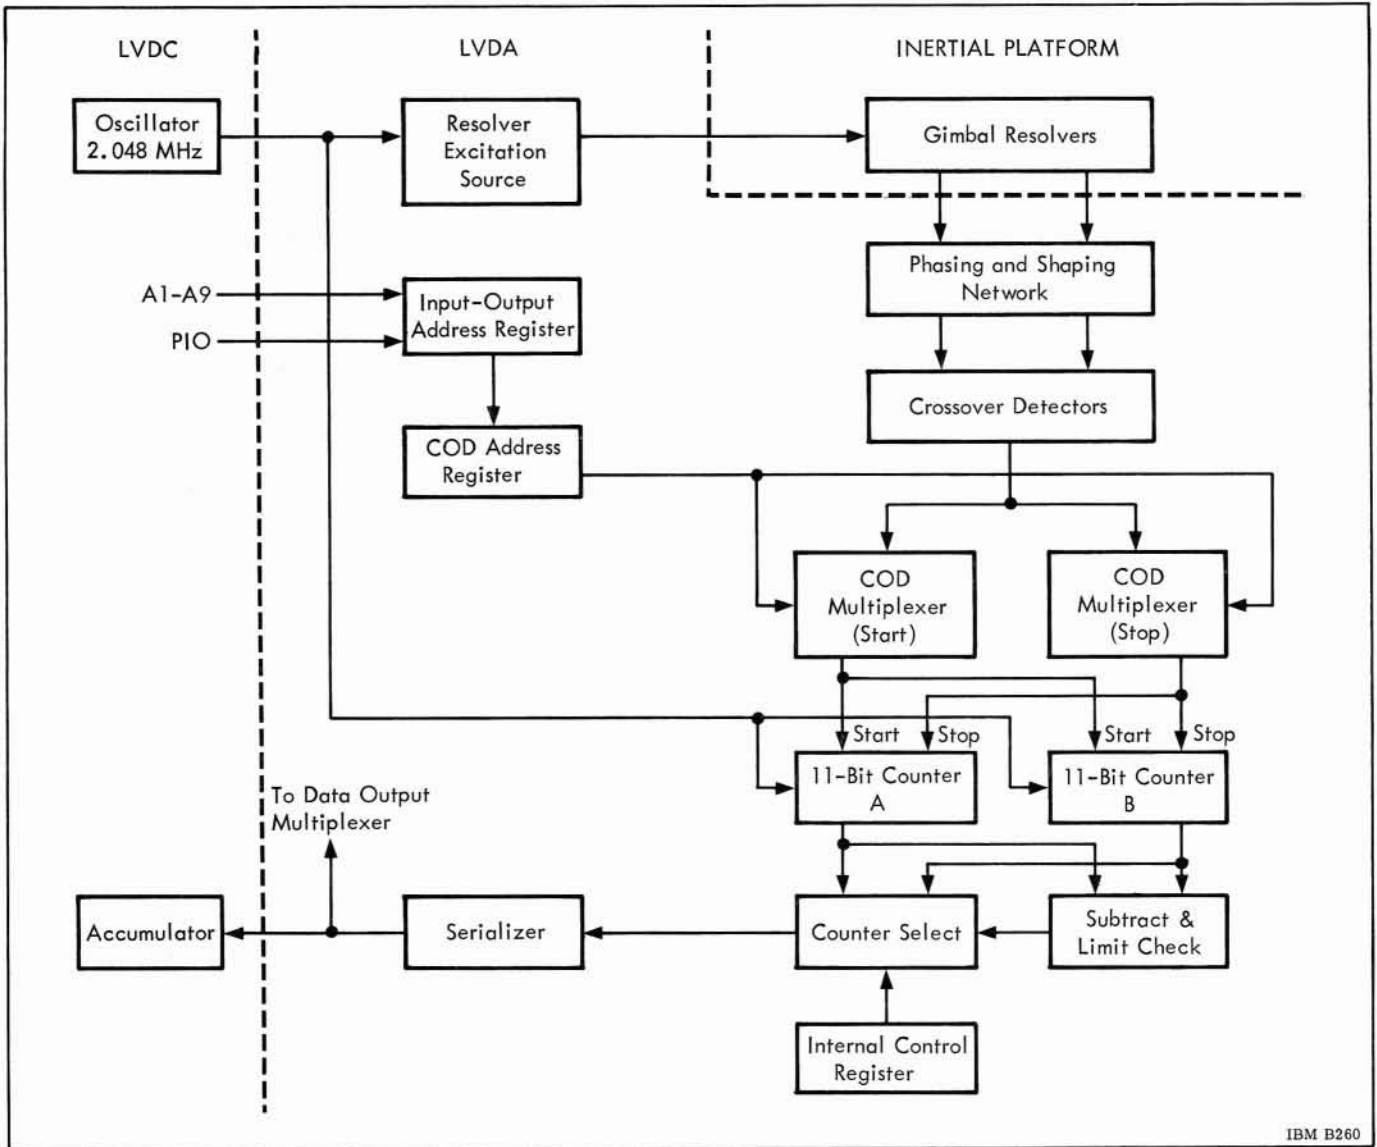 LVDC
LVDA
INERTIAL PLATFORM
Oscillator
2.048 MHz
Resolver
Excitation
Source
Gimbal Resolvers
Phasing and Shaping
Network
A1-A9
PIO
Input-Output
Address Register
Crossover Detectors
COD Address
Register
COD
Multiplexer
(Start)
COD
Multiplexer
(Stop)
Start
Stop
Start
Stop
11-Bit Counter
A
11-Bit Counter
B
To Data Output
Multiplexer
Accumulator
Serializer
Counter Select
Subtract &
Limit Check
Internal Control
Register
IBM B260